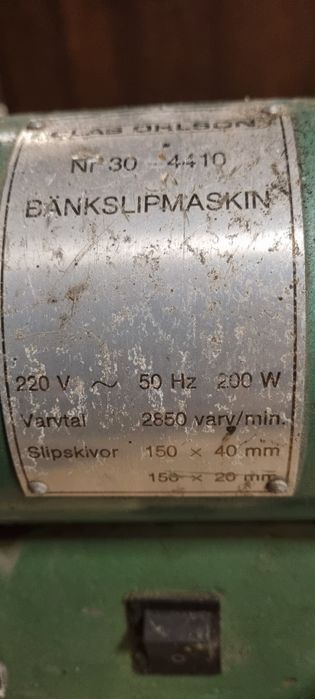 CLAS OHLSON
Nr 30 - 4410
BÄNKSLIPMASKIN
220 V ~ 50 Hz 200 W
Varvtal 2850 varv/min.
Slipskivor 150 × 40 mm
150 × 20 mm